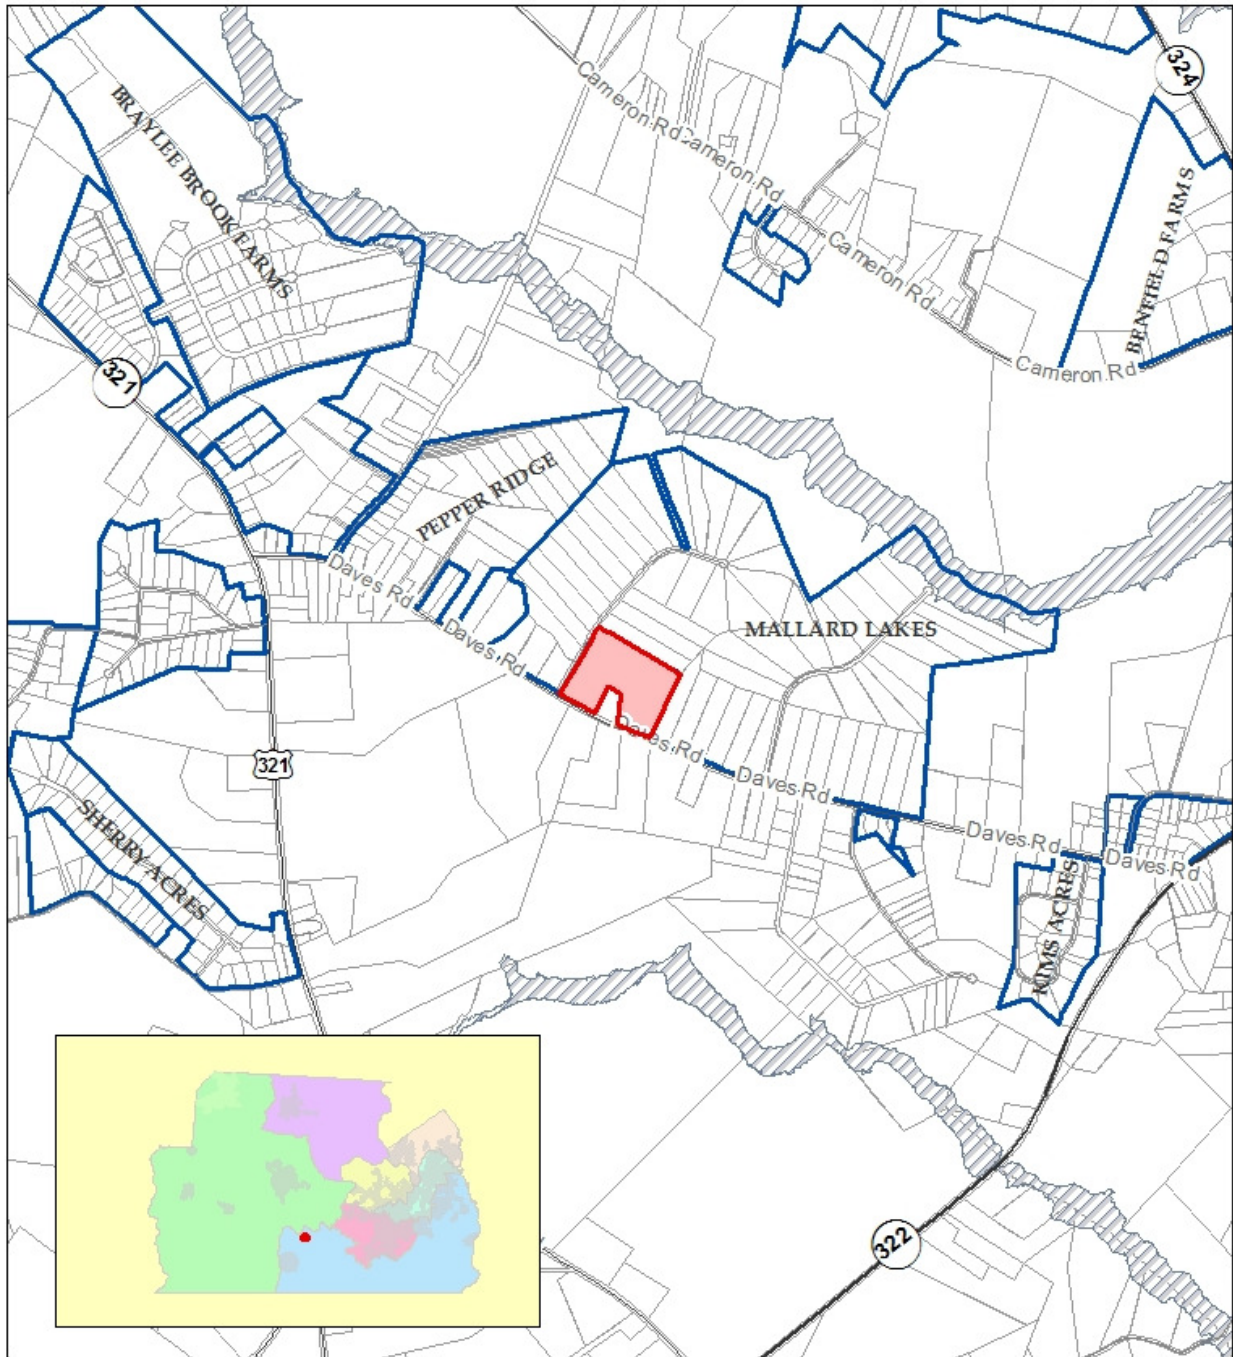 324
Cameron Rd
Cameron Rd
BRAYLEE BROOK FARMS
Cameron Rd
BENFIELD FARMS
Cameron Rd
321
PEPPER RIDGE
Daves Rd
Daves Rd
MALLARD LAKES
Daves Rd
321
Daves Rd
SHERRY ACRES
Daves Rd
Daves Rd
KIMS ACRES
322